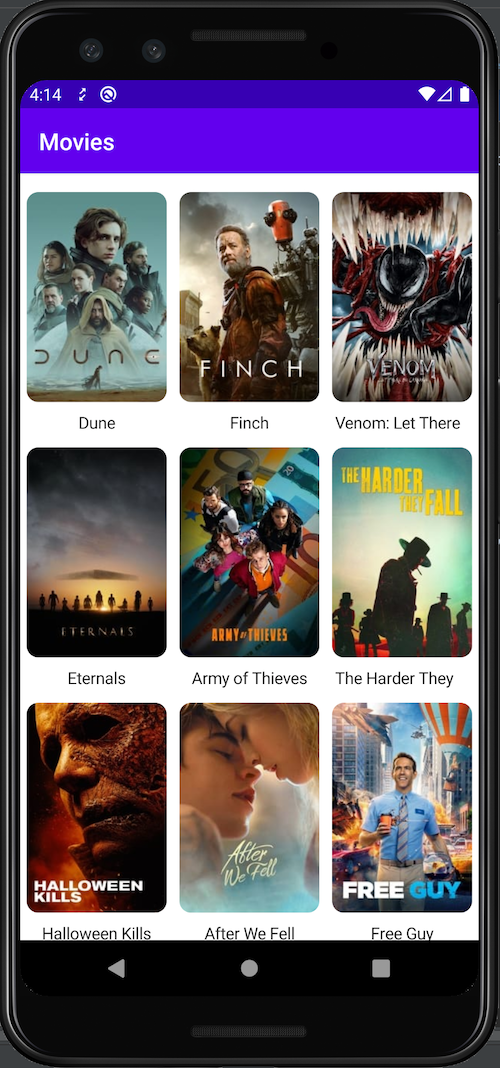 4:14
Movies
DUNE
FINCH
VENOM
Dune
Finch
Venom: Let There
ETERNALS
ARMY OF THIEVES
THE HARDER
THEY FALL
Eternals
Army of Thieves
The Harder They
HALLOWEEN
KILLS
After
We Fell
FREE GUY
Halloween Kills
After We Fell
Free Guy